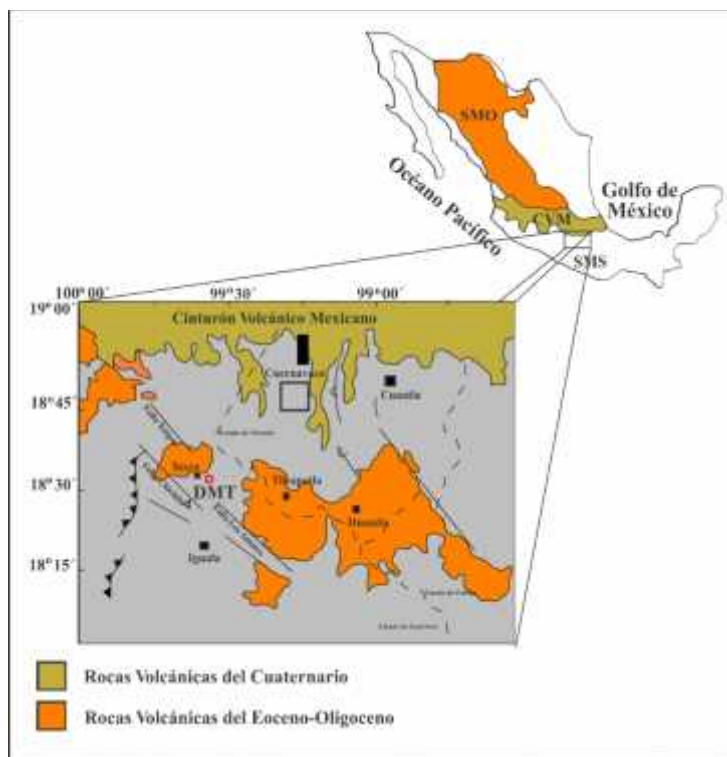 SMO
Océano Pacífico
Golfo de
México
CVM
SMS
100°00´
99°30´
99°00´
19°00´
Cinturón Volcánico Mexicano
Cuernavaca
Cuautla
18°45´
Taxco
18°30´
DMT
Tilzapotla
Huautla
Iguala
18°15´
Rocas Volcánicas del Cuaternario
Rocas Volcánicas del Eoceno-Oligoceno